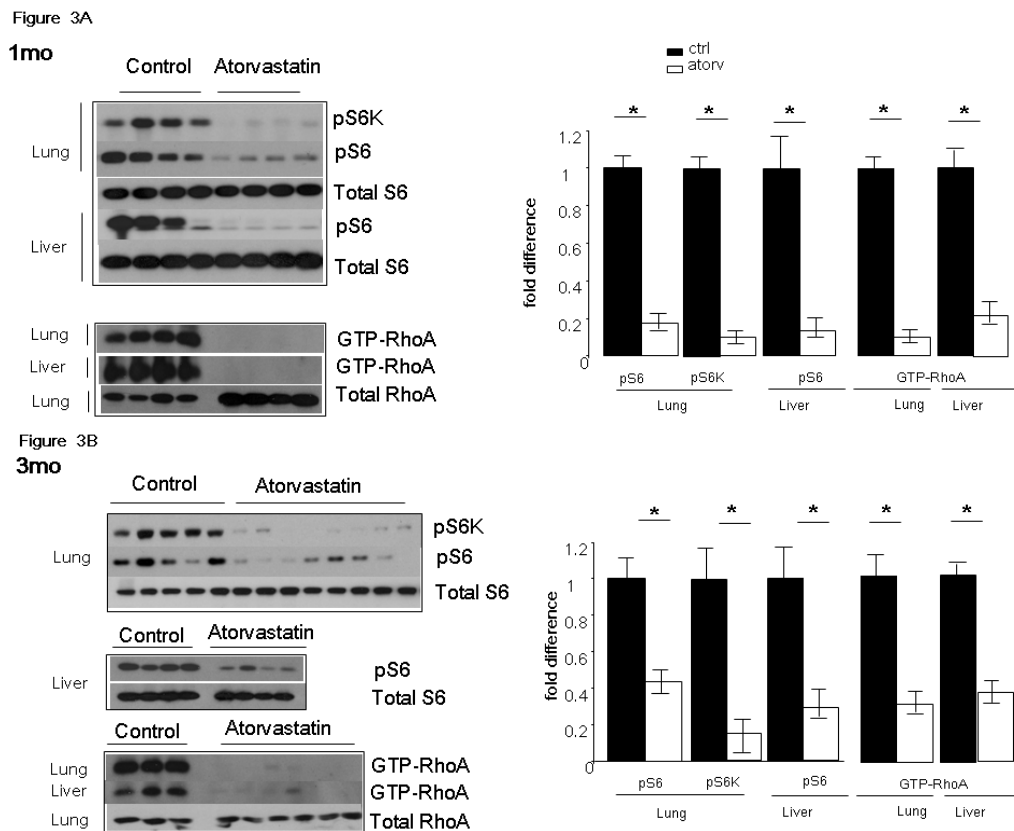 Figure 3A
1mo
Control Atorvastatin
Lung
pS6K
pS6
Total S6
Liver
pS6
Total S6
Lung GTP-RhoA
Liver GTP-RhoA
Lung Total RhoA
ctrl
atorv
* * * * *
fold difference
1.2
1
0.8
0.6
0.4
0.2
0
pS6 pS6K pS6 GTP-RhoA
Lung Liver Lung Liver
Figure 3B
3mo
Control Atorvastatin
Lung
pS6K
pS6
Total S6
Control Atorvastatin
Liver
pS6
Total S6
Control Atorvastatin
Lung GTP-RhoA
Liver GTP-RhoA
Lung Total RhoA
* * * * *
fold difference
1.2
1
0.8
0.6
0.4
0.2
0
pS6 pS6K pS6 GTP-RhoA
Lung Liver Lung Liver